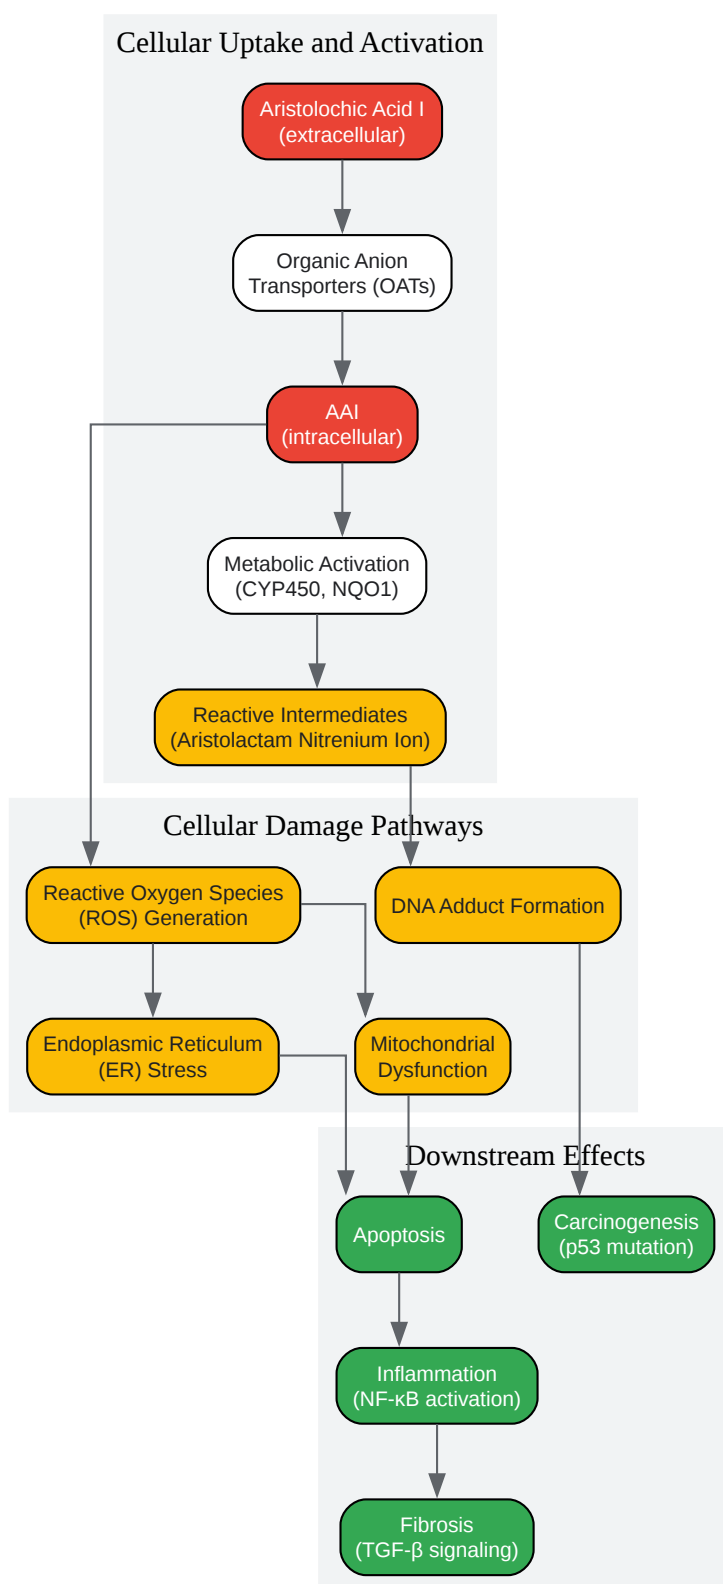 Cellular Uptake and Activation
Aristolochic Acid I
(extracellular)
Organic Anion
Transporters (OATs)
AAI
(intracellular)
Metabolic Activation
(CYP450, NQO1)
Reactive Intermediates
(Aristolactam Nitrenium Ion)
Cellular Damage Pathways
Reactive Oxygen Species
(ROS) Generation
DNA Adduct Formation
Endoplasmic Reticulum
(ER) Stress
Mitochondrial
Dysfunction
Downstream Effects
Apoptosis
Carcinogenesis
(p53 mutation)
Inflammation
(NF-κB activation)
Fibrosis
(TGF-β signaling)